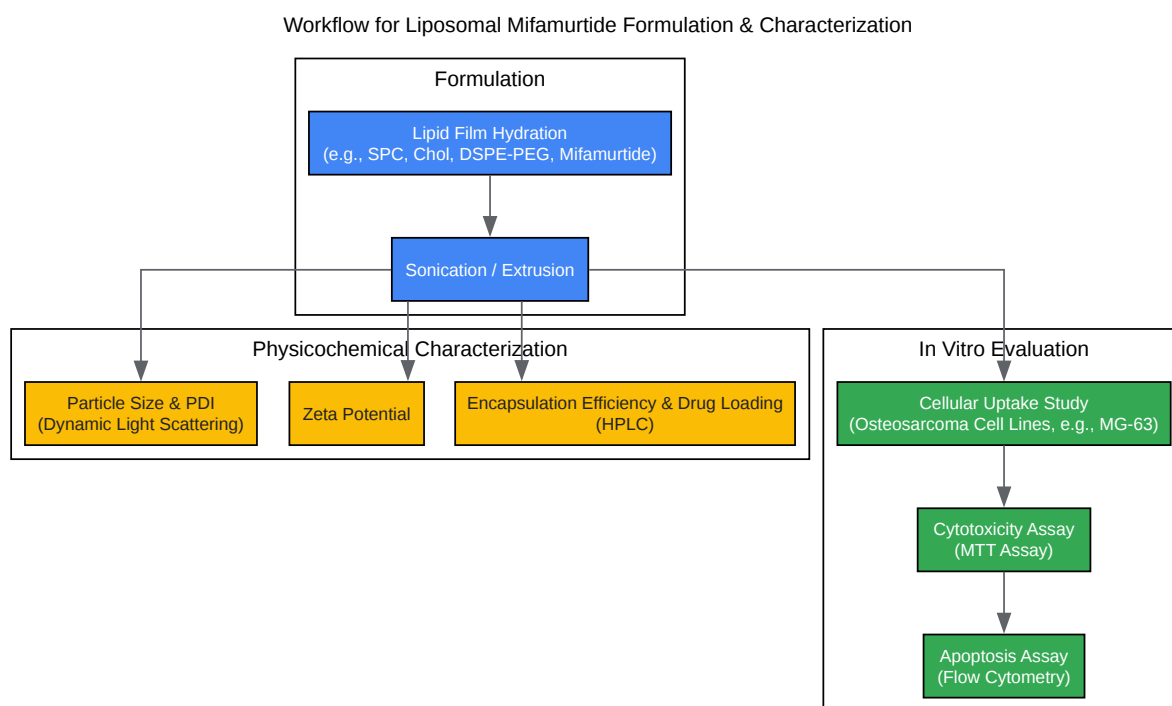 Workflow for Liposomal Mifamurtide Formulation & Characterization
Formulation
Lipid Film Hydration
(e.g., SPC, Chol, DSPE-PEG, Mifamurtide)
Sonication / Extrusion
Physicochemical Characterization
Particle Size & PDI
(Dynamic Light Scattering)
Zeta Potential
Encapsulation Efficiency & Drug Loading
(HPLC)
In Vitro Evaluation
Cellular Uptake Study
(Osteosarcoma Cell Lines, e.g., MG-63)
Cytotoxicity Assay
(MTT Assay)
Apoptosis Assay
(Flow Cytometry)